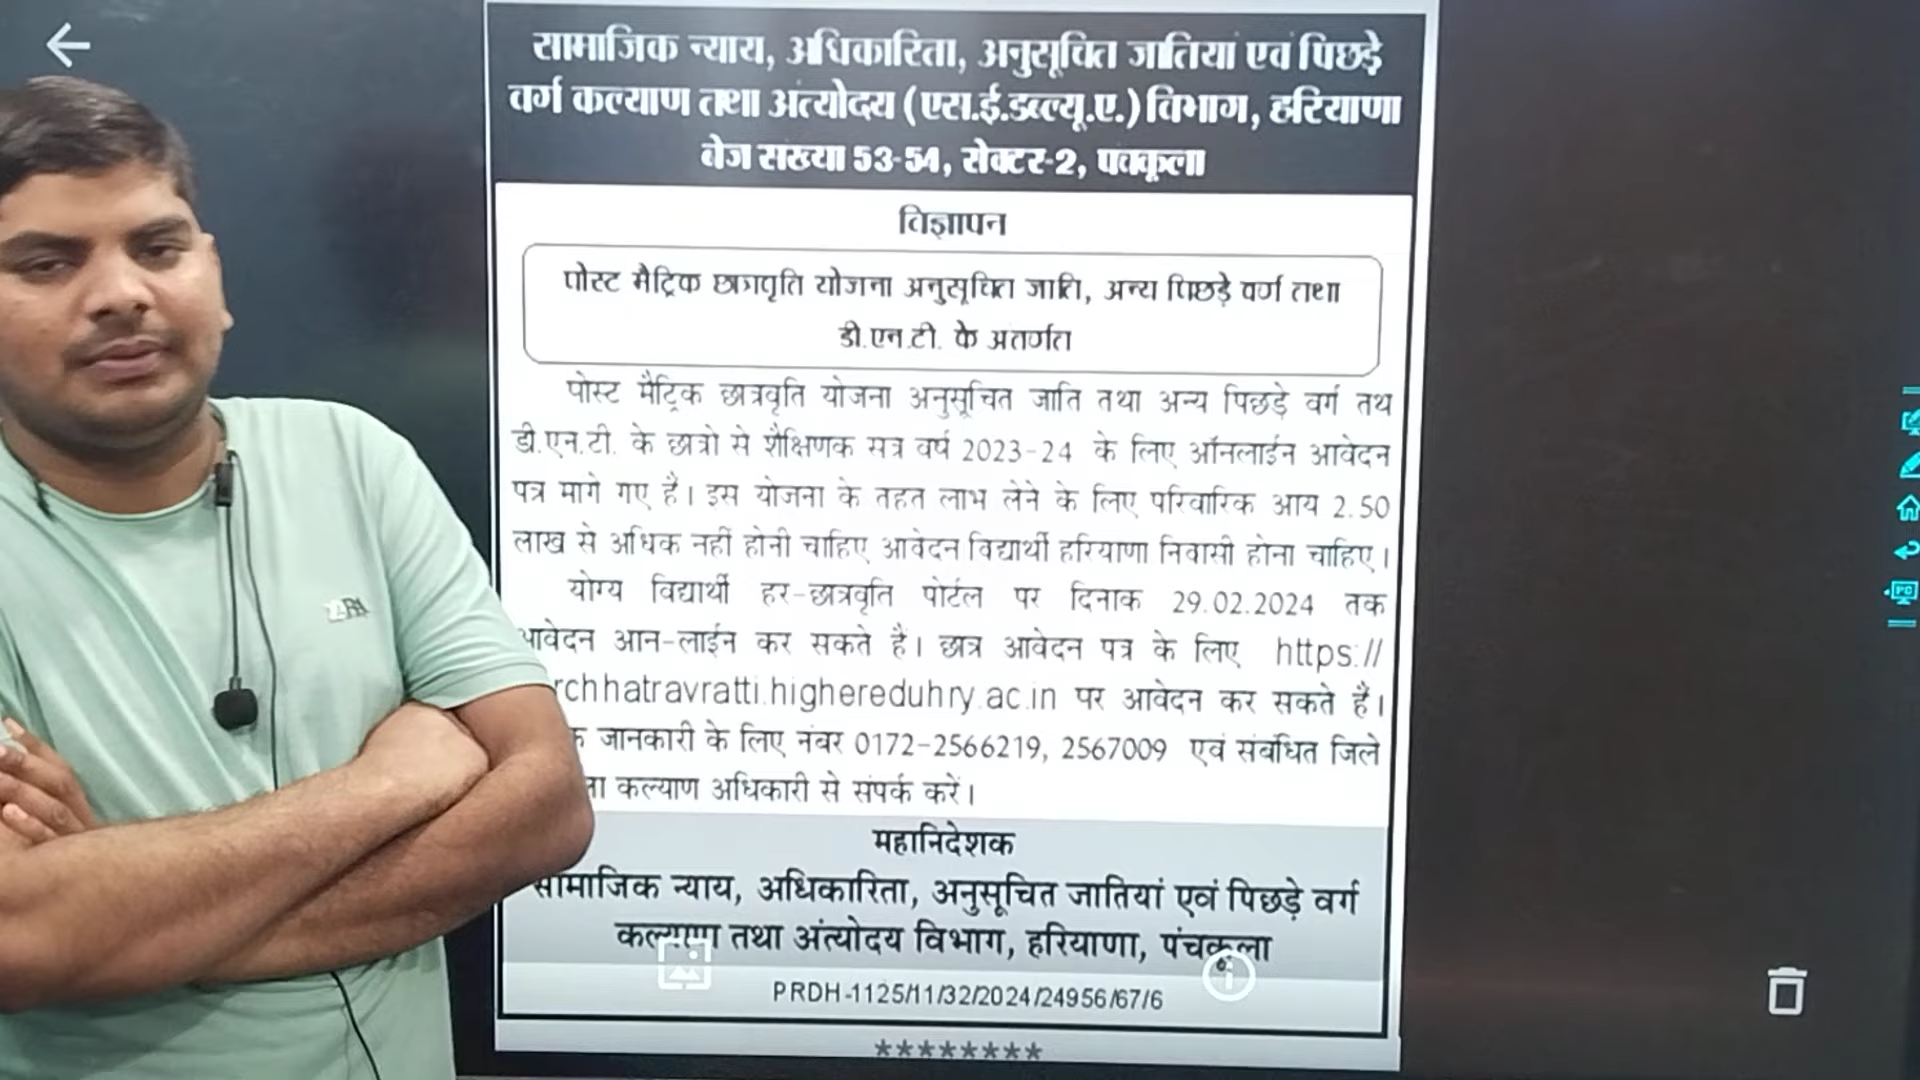 सामाजिक न्याय, अधिकारिता, अनुसूचित जातियां एवं पिछड़े
वर्ग कल्याण तथा अंत्योदय (एस.ई.डब्ल्यू.ए.) विभाग, हरियाणा
बेज संख्या 53-54, सेक्टर-2, पंचकूला
विज्ञापन
पोस्ट मैट्रिक छात्रवृति योजना अनुसूचित जाति, अन्य पिछड़े वर्ग तथा
डी.एन.टी. के अंतर्गत
पोस्ट मैट्रिक छात्रवृति योजना अनुसूचित जाति तथा अन्य पिछड़े वर्ग तथ
डी.एन.टी. के छात्रो से शैक्षिणक सत्र वर्ष 2023-24 के लिए ऑनलाईन आवेदन
पत्र मागे गए है। इस योजना के तहत लाभ लेने के लिए परिवारिक आय 2.50
लाख से अधिक नहीं होनी चाहिए आवेदन विद्यार्थी हरियाणा निवासी होना चाहिए।
योग्य विद्यार्थी हर-छात्रवृति पोर्टल पर दिनाक 29.02.2024 तक
आवेदन आन-लाईन कर सकते है। छात्र आवेदन पत्र के लिए https://
rchhatravratti.highereduhry.ac.in पर आवेदन कर सकते है।
क जानकारी के लिए नंबर 0172-2566219, 2567009 एवं संबंधित जिले
ला कल्याण अधिकारी से संपर्क करें।
महानिदेशक
सामाजिक न्याय, अधिकारिता, अनुसूचित जातियां एवं पिछड़े वर्ग
कल्याण तथा अंत्योदय विभाग, हरियाणा, पंचकूला
PRDH-1125/11/32/2024/24956/67/6
********
PC